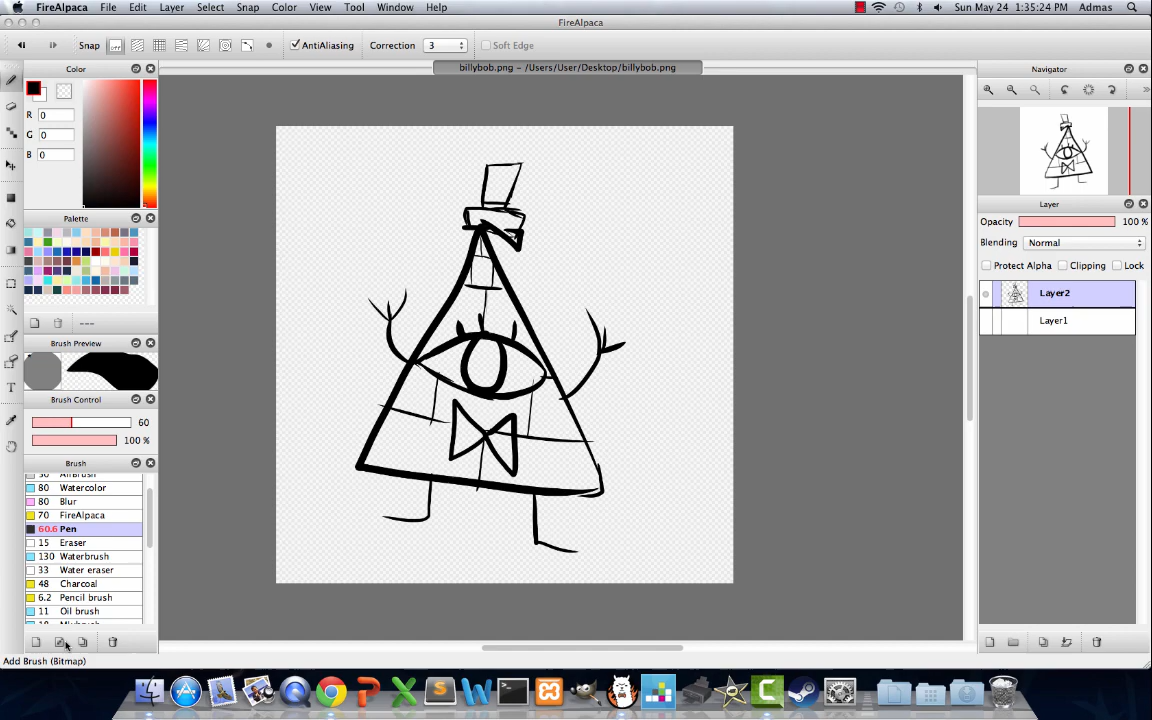 FireAlpaca File Edit Layer Select Snap Color View Tool Window Help Sun May 24 1:35:24 PM Admas
FireAlpaca
Snap off AntiAliasing Correction 3 Soft Edge
billybob.png – /Users/User/Desktop/billybob.png
Color
R 0
G 0
B 0
Palette
---
Brush Preview
Brush Control
60
100 %
Brush
50 AirBrush
80 Watercolor
80 Blur
70 FireAlpaca
60.6 Pen
15 Eraser
130 Waterbrush
33 Water eraser
48 Charcoal
6.2 Pencil brush
11 Oil brush
Add Brush (Bitmap)
Navigator
Layer
Opacity 100 %
Blending Normal
Protect Alpha Clipping Lock
Layer2
Layer1